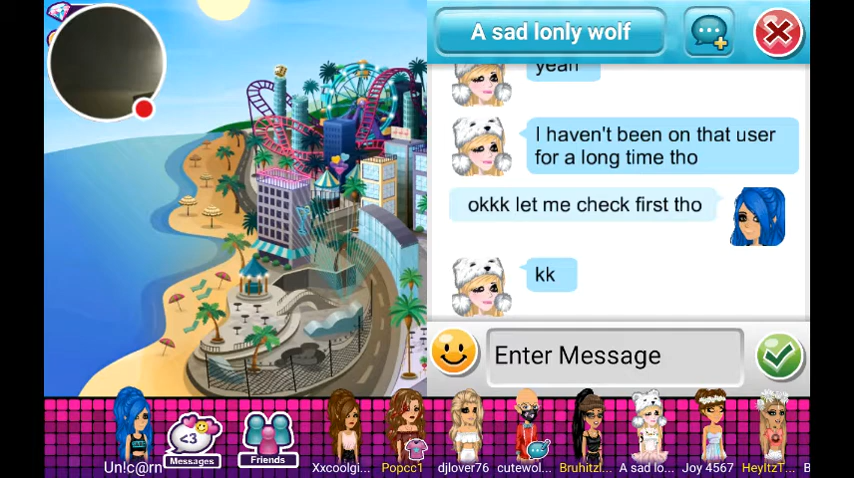 A sad lonly wolf
yeah
I haven't been on that user
for a long time tho
okkk let me check first tho
kk
Enter Message
<3
Messages
Friends
Un!c@rn
Xxcoolgi...
Popcc1
djlover76
cutewol...
Bruhitzl...
A sad lo...
Joy 4567
HeyItzT...
B